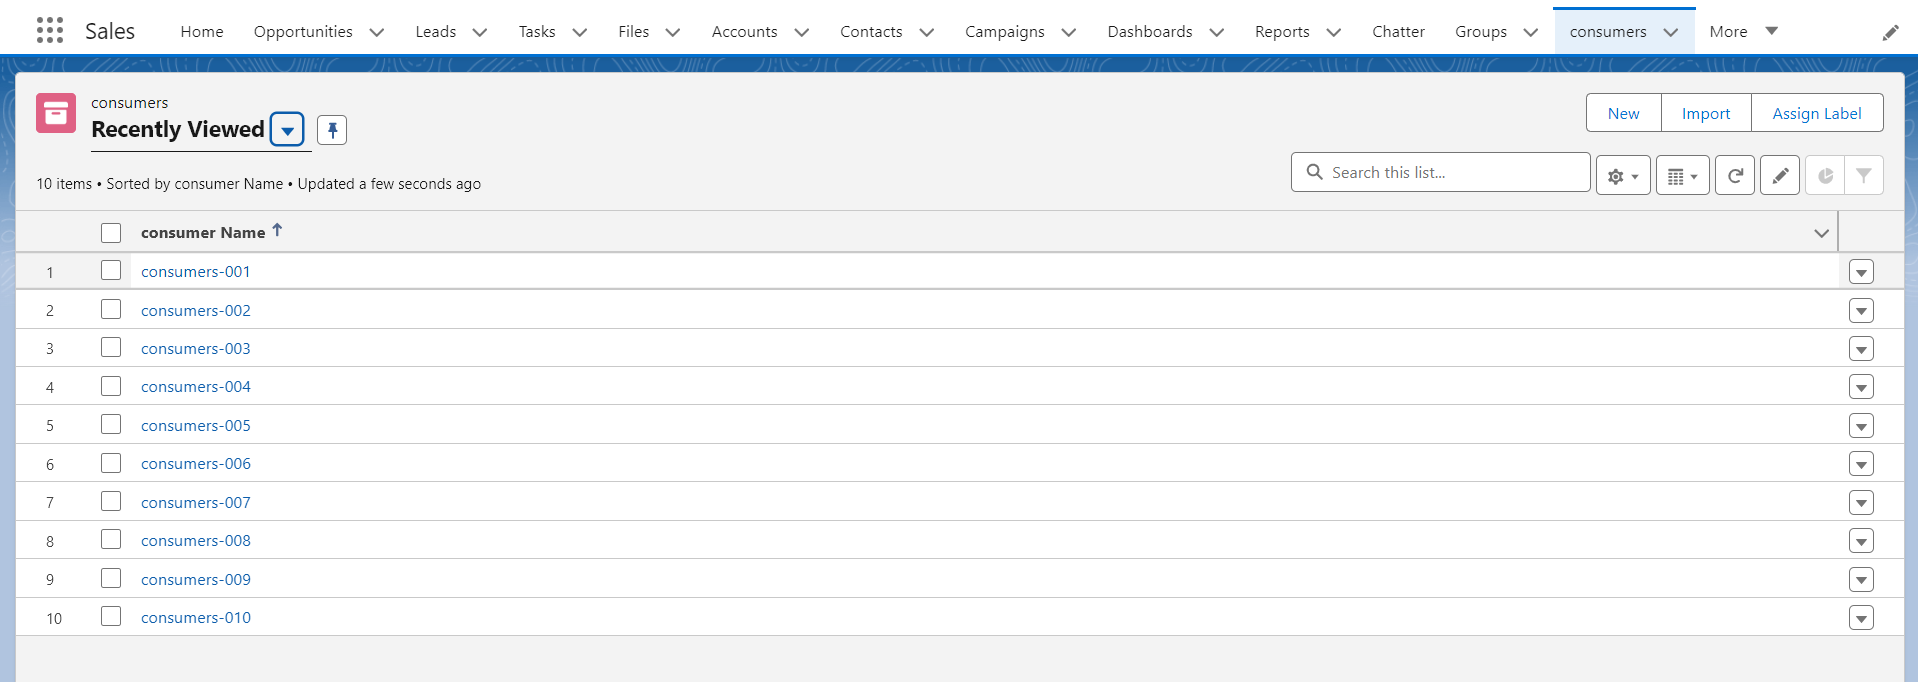 Sales Home Opportunities Leads Tasks Files Accounts Contacts Campaigns Dashboards Reports Chatter Groups consumers More
consumers
Recently Viewed
New Import Assign Label
10 items • Sorted by consumer Name • Updated a few seconds ago
Search this list...
consumer Name
1 consumers-001
2 consumers-002
3 consumers-003
4 consumers-004
5 consumers-005
6 consumers-006
7 consumers-007
8 consumers-008
9 consumers-009
10 consumers-010